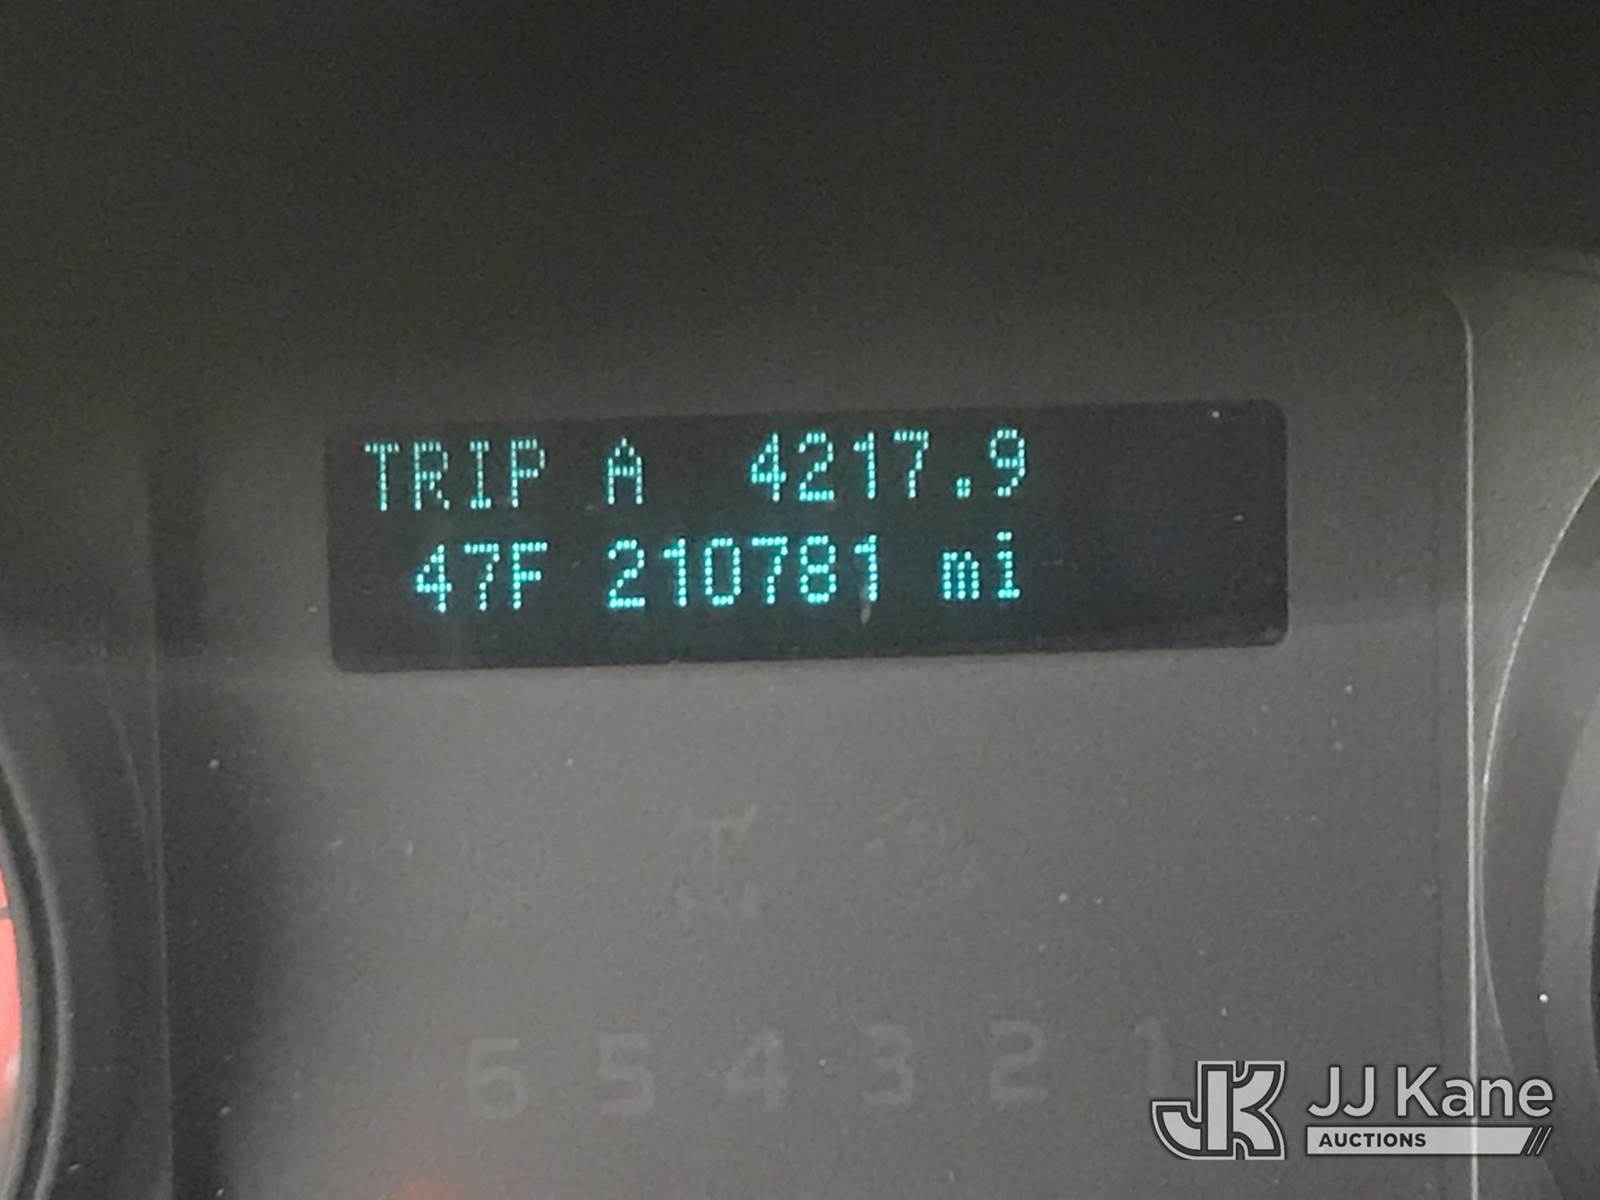 TRIP A 4217.9
47F 210781 mi
6 5 4 3 2 1
JJ Kane
AUCTIONS